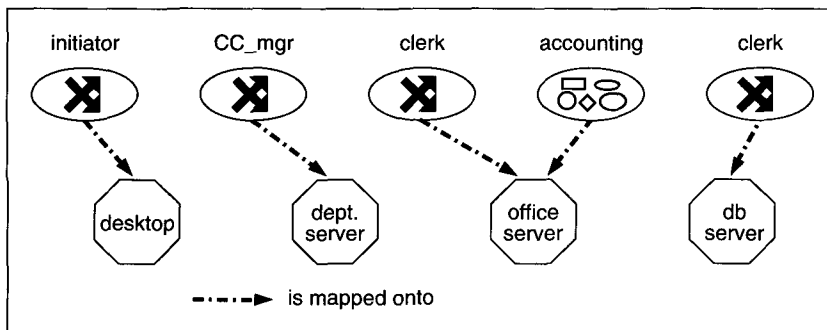 initiator CC_mgr clerk accounting clerk
desktop
dept.
server
office
server
db
server
is mapped onto